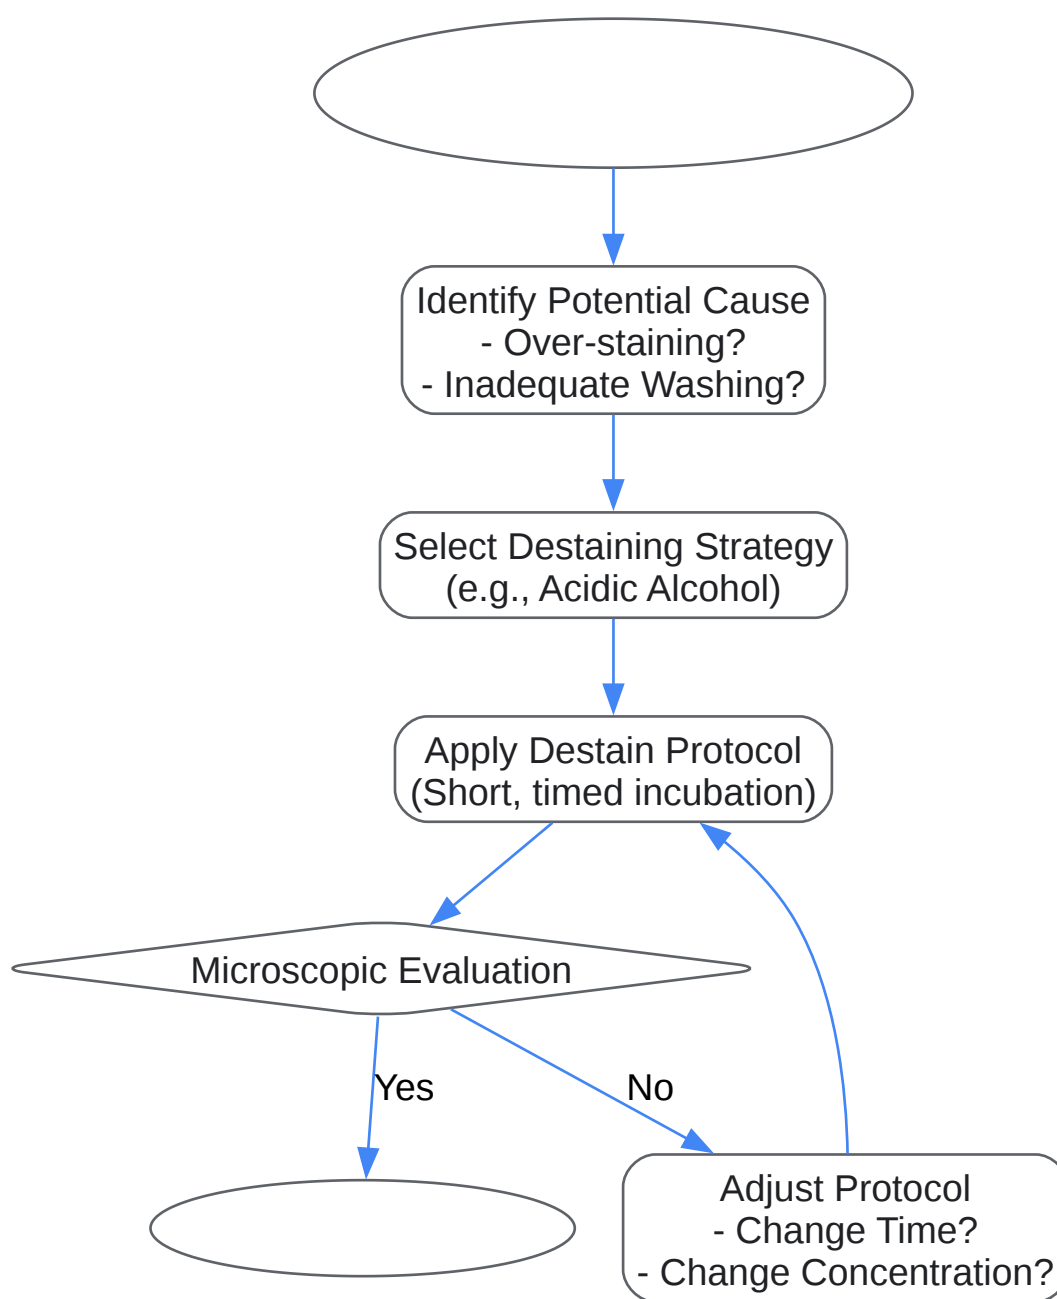 Identify Potential Cause
- Over-staining?
- Inadequate Washing?
Select Destaining Strategy
(e.g., Acidic Alcohol)
Apply Destain Protocol
(Short, timed incubation)
Microscopic Evaluation
Yes
No
Adjust Protocol
- Change Time?
- Change Concentration?